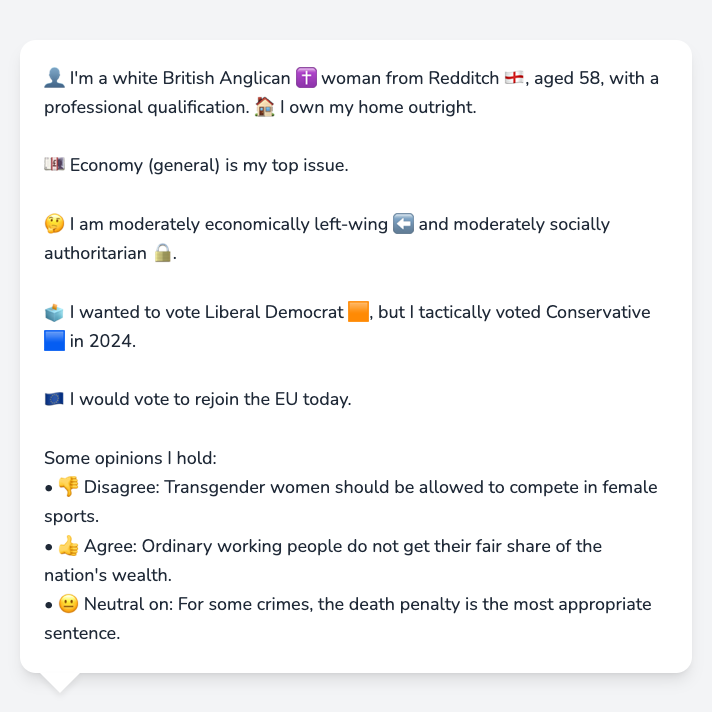 👤 I'm a white British Anglican ✝️ woman from Redditch 🏴󠁧󠁢󠁥󠁮󠁧󠁿, aged 58, with a
professional qualification. 🏠 I own my home outright.
💷 Economy (general) is my top issue.
🤔 I am moderately economically left-wing ⬅️ and moderately socially
authoritarian 🔒.
🗳️ I wanted to vote Liberal Democrat 🟧, but I tactically voted Conservative
🟦 in 2024.
🇪🇺 I would vote to rejoin the EU today.
Some opinions I hold:
• 👎 Disagree: Transgender women should be allowed to compete in female
sports.
• 👍 Agree: Ordinary working people do not get their fair share of the
nation's wealth.
• 😐 Neutral on: For some crimes, the death penalty is the most appropriate
sentence.